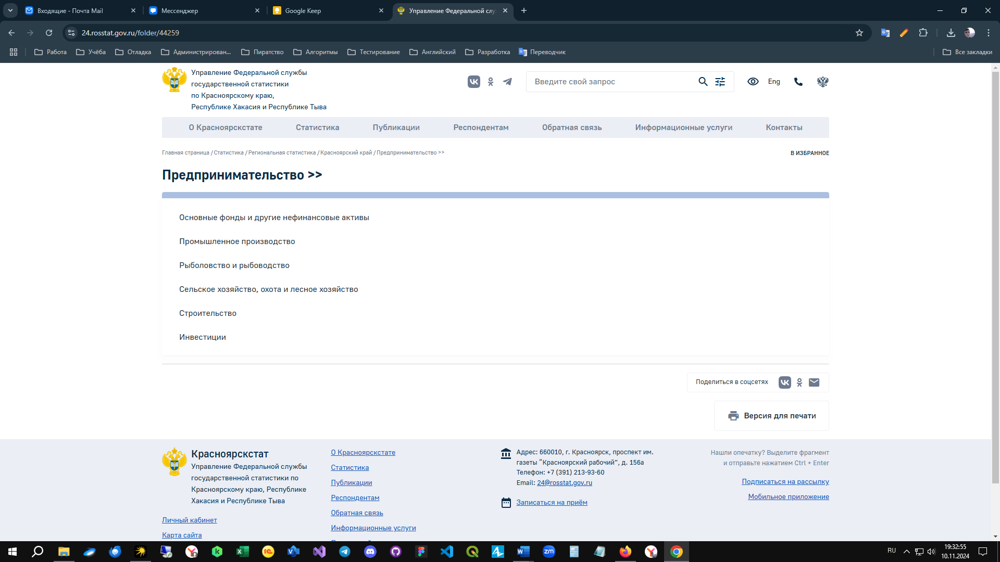 Входящие - Почта Mail
Мессенджер
Google Keep
Управление Федеральной слу
24.rosstat.gov.ru/folder/44259
Работа
Учёба
Отладка
Администрирован...
Пиратство
Алгоритмы
Тестирование
Английский
Разработка
Переводчик
Все закладки
Управление Федеральной службы
государственной статистики
по Красноярскому краю,
Республике Хакасия и Республике Тыва
Введите свой запрос
Eng
О Красноярскстате
Статистика
Публикации
Респондентам
Обратная связь
Информационные услуги
Контакты
Главная страница / Статистика / Региональная статистика / Красноярский край / Предпринимательство >>
В ИЗБРАННОЕ
Предпринимательство >>
Основные фонды и другие нефинансовые активы
Промышленное производство
Рыболовство и рыбоводство
Сельское хозяйство, охота и лесное хозяйство
Строительство
Инвестиции
Поделиться в соцсетях
Версия для печати
Красноярскстат
Управление Федеральной службы
государственной статистики по
Красноярскому краю, Республике
Хакасия и Республике Тыва
Личный кабинет
Карта сайта
О Красноярскстате
Статистика
Публикации
Респондентам
Обратная связь
Информационные услуги
Адрес: 660010, г. Красноярск, проспект им.
газеты “Красноярский рабочий”, д. 156а
Телефон: +7 (391) 213-93-60
Email: 24@rosstat.gov.ru
Записаться на приём
Нашли опечатку? Выделите фрагмент
и отправьте нажатием Ctrl + Enter
Подписаться на рассылку
Мобильное приложение
RU
19:32:55
10.11.2024